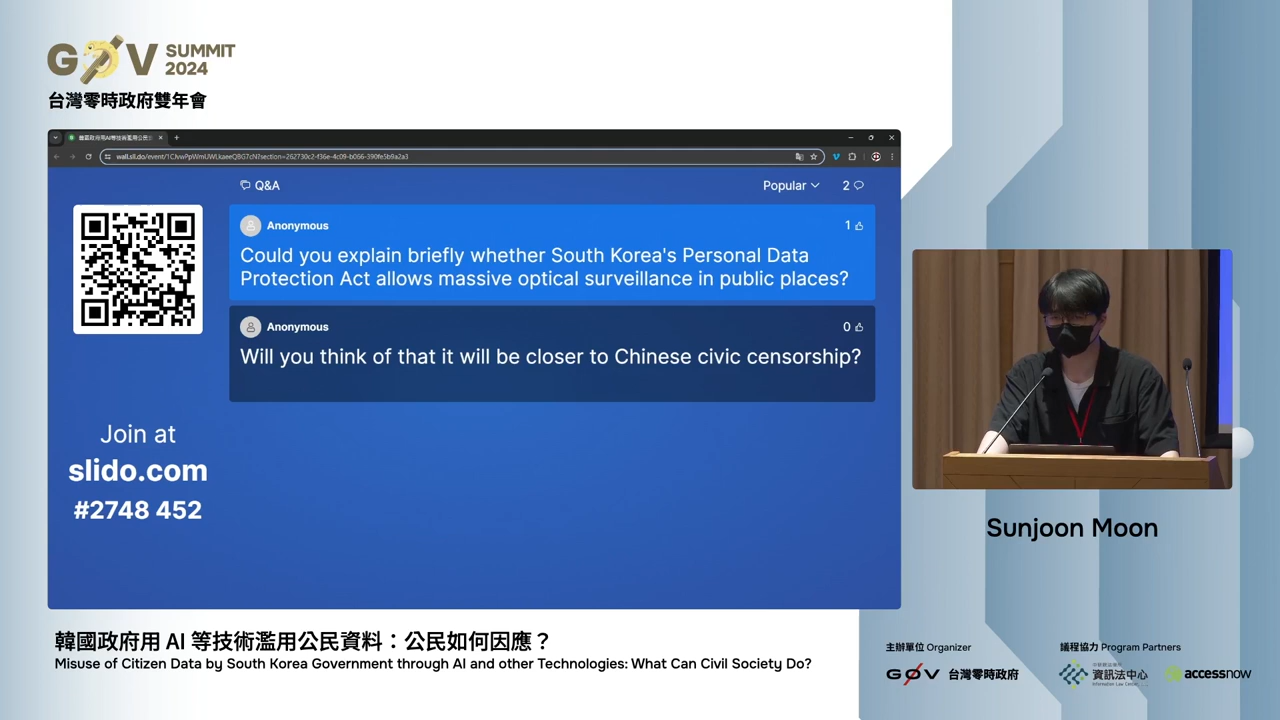 G0V SUMMIT 2024
台灣零時政府雙年會
Q&A
Popular
2
Anonymous
1
Could you explain briefly whether South Korea's Personal Data
Protection Act allows massive optical surveillance in public places?
Anonymous
0
Will you think of that it will be closer to Chinese civic censorship?
Join at
slido.com
#2748 452
Sunjoon Moon
韓國政府用 AI 等技術濫用公民資料：公民如何因應？
Misuse of Citizen Data by South Korea Government through AI and other Technologies: What Can Civil Society Do?
主辦單位 Organizer
G0V 台灣零時政府
議程協力 Program Partners
資訊法中心
Information Law Center
accessnow